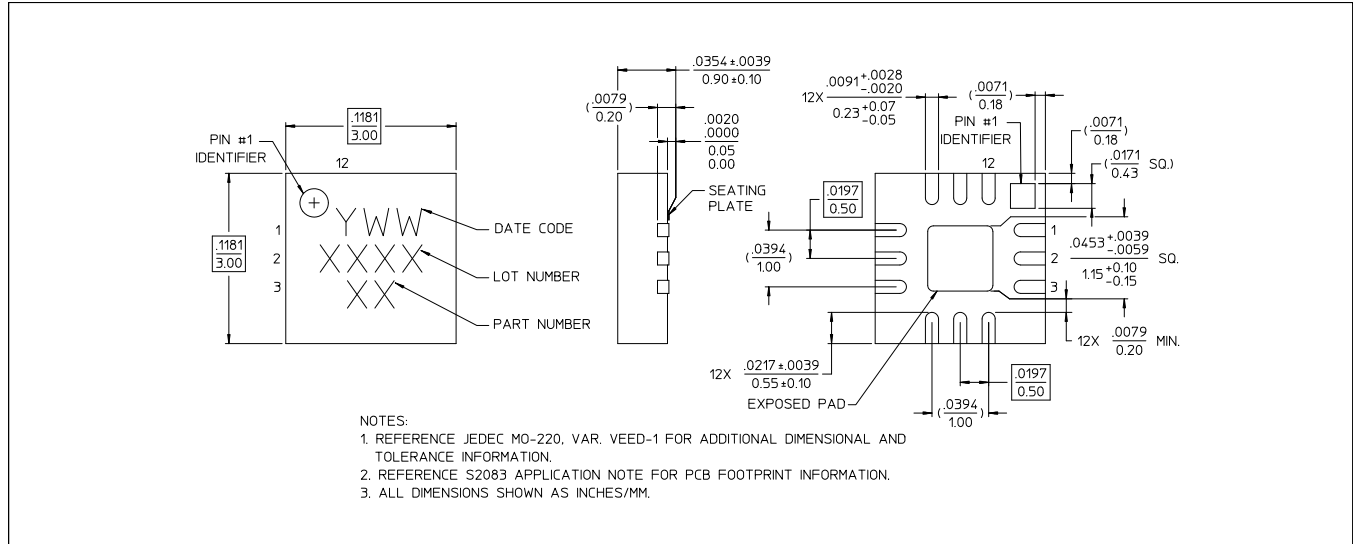 .1181
3.00
PIN #1
IDENTIFIER
12
.1181
3.00
1
2
3
YWW
XXXX
XX
DATE CODE
LOT NUMBER
PART NUMBER
.0354 ±.0039
0.90 ±0.10
(.0079
0.20)
.0020
.0000
0.05
0.00
SEATING
PLATE
12X .0091 +.0028
-.0020
0.23 +0.07
-0.05
(.0071
0.18)
PIN #1
IDENTIFIER
12
(.0071
0.18)
(.0171
0.43 SQ.)
.0197
0.50
(.0394
1.00)
1
2
3
.0453 +.0039
-.0059 SQ.
1.15 +0.10
-0.15
12X .0079
0.20 MIN.
12X .0217 ±.0039
0.55 ±0.10
EXPOSED PAD
.0197
0.50
(.0394
1.00)
NOTES:
1. REFERENCE JEDEC MO-220, VAR. VEED-1 FOR ADDITIONAL DIMENSIONAL AND
TOLERANCE INFORMATION.
2. REFERENCE S2083 APPLICATION NOTE FOR PCB FOOTPRINT INFORMATION.
3. ALL DIMENSIONS SHOWN AS INCHES/MM.